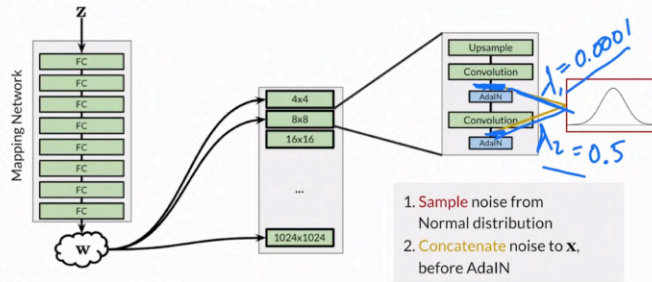 z
Mapping Network
FC
FC
FC
FC
FC
FC
FC
FC
w
4x4
8x8
16x16
...
1024x1024
Upsample
Convolution
AdaIN
Convolution
AdaIN
λ₁=0.0001
λ₂=0.5
1. Sample noise from
Normal distribution
2. Concatenate noise to x,
before AdaIN